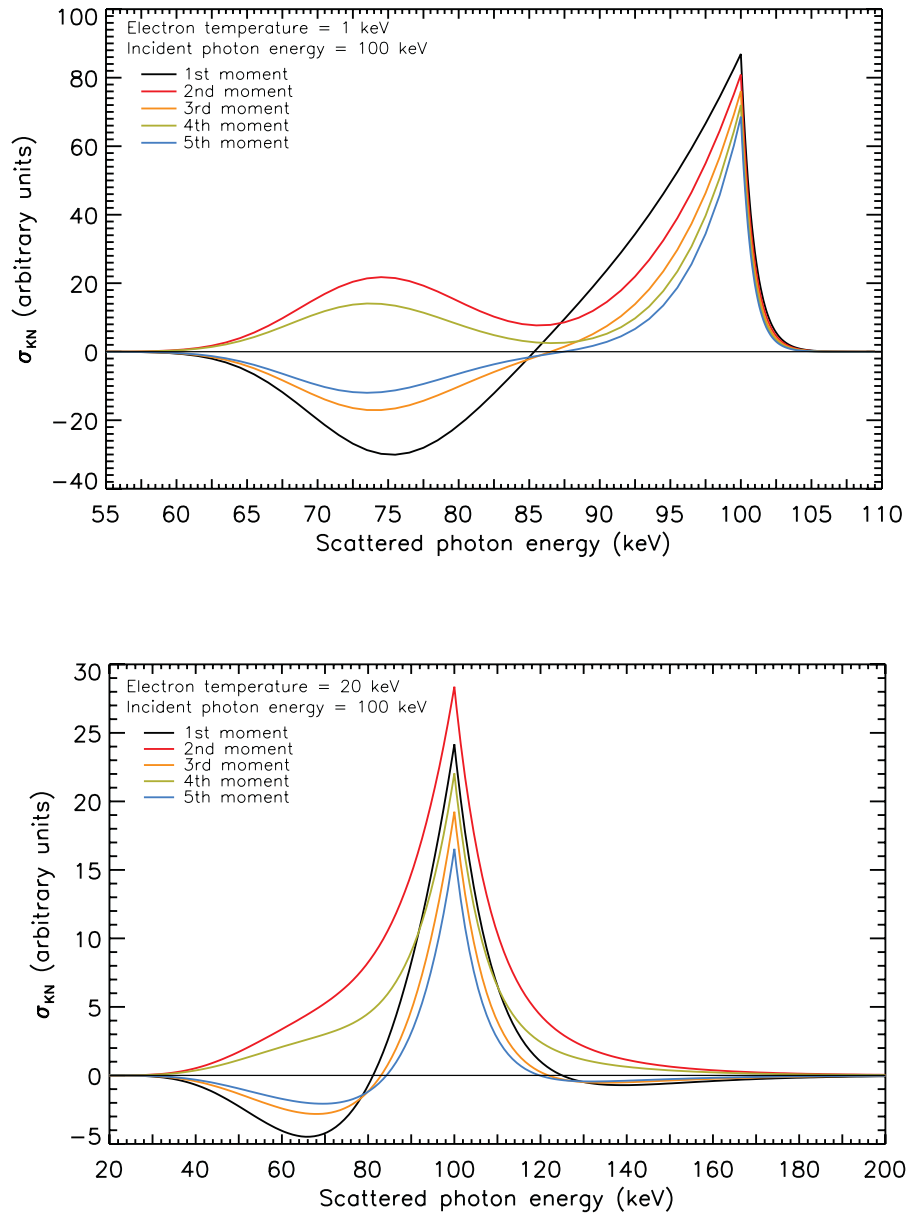 100
80
60
40
20
0
−20
−40
σKN (arbitrary units)
Electron temperature = 1 keV
Incident photon energy = 100 keV
1st moment
2nd moment
3rd moment
4th moment
5th moment
55 60 65 70 75 80 85 90 95 100 105 110
Scattered photon energy (keV)
30
25
20
15
10
5
0
−5
σKN (arbitrary units)
Electron temperature = 20 keV
Incident photon energy = 100 keV
1st moment
2nd moment
3rd moment
4th moment
5th moment
20 40 60 80 100 120 140 160 180 200
Scattered photon energy (keV)